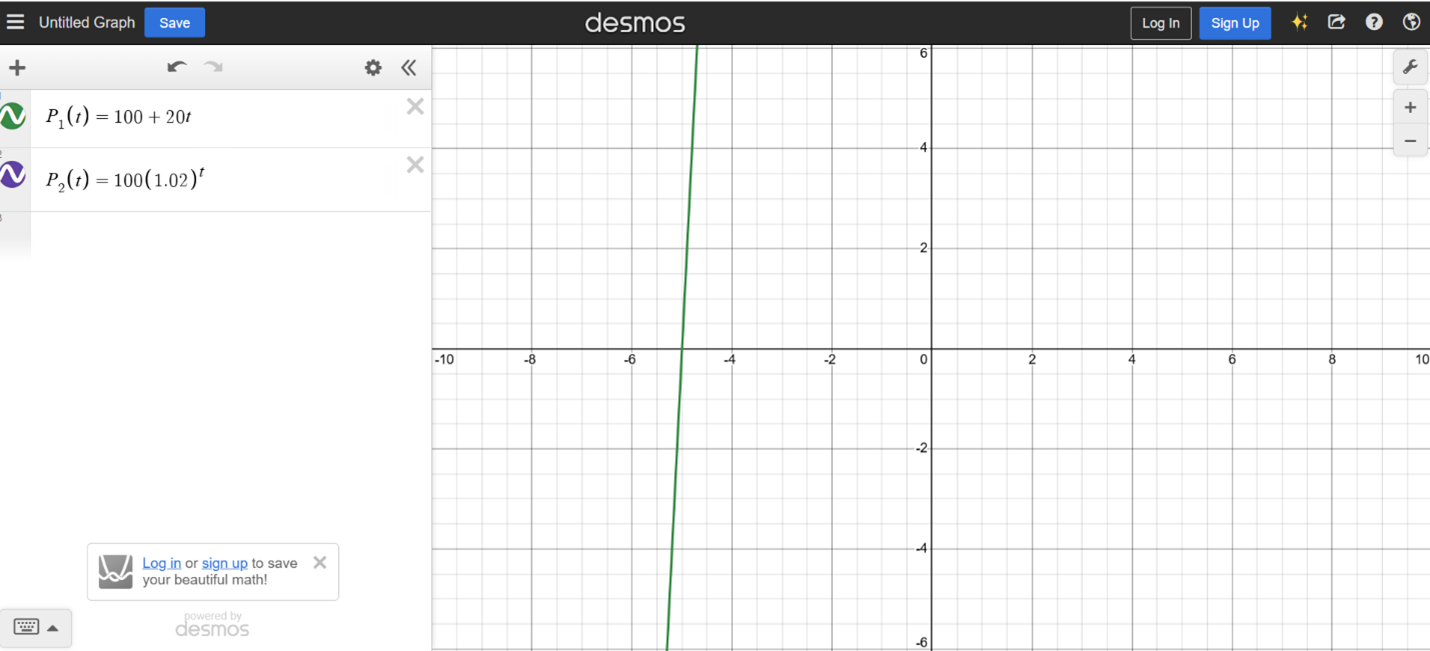 Untitled Graph Save desmos Log In Sign Up
P₁(t) = 100 + 20t
P₂(t) = 100(1.02)ᵗ
Log in or sign up to save
your beautiful math!
powered by
desmos
6
4
2
-10 -8 -6 -4 -2 0 2 4 6 8 10
-2
-4
-6